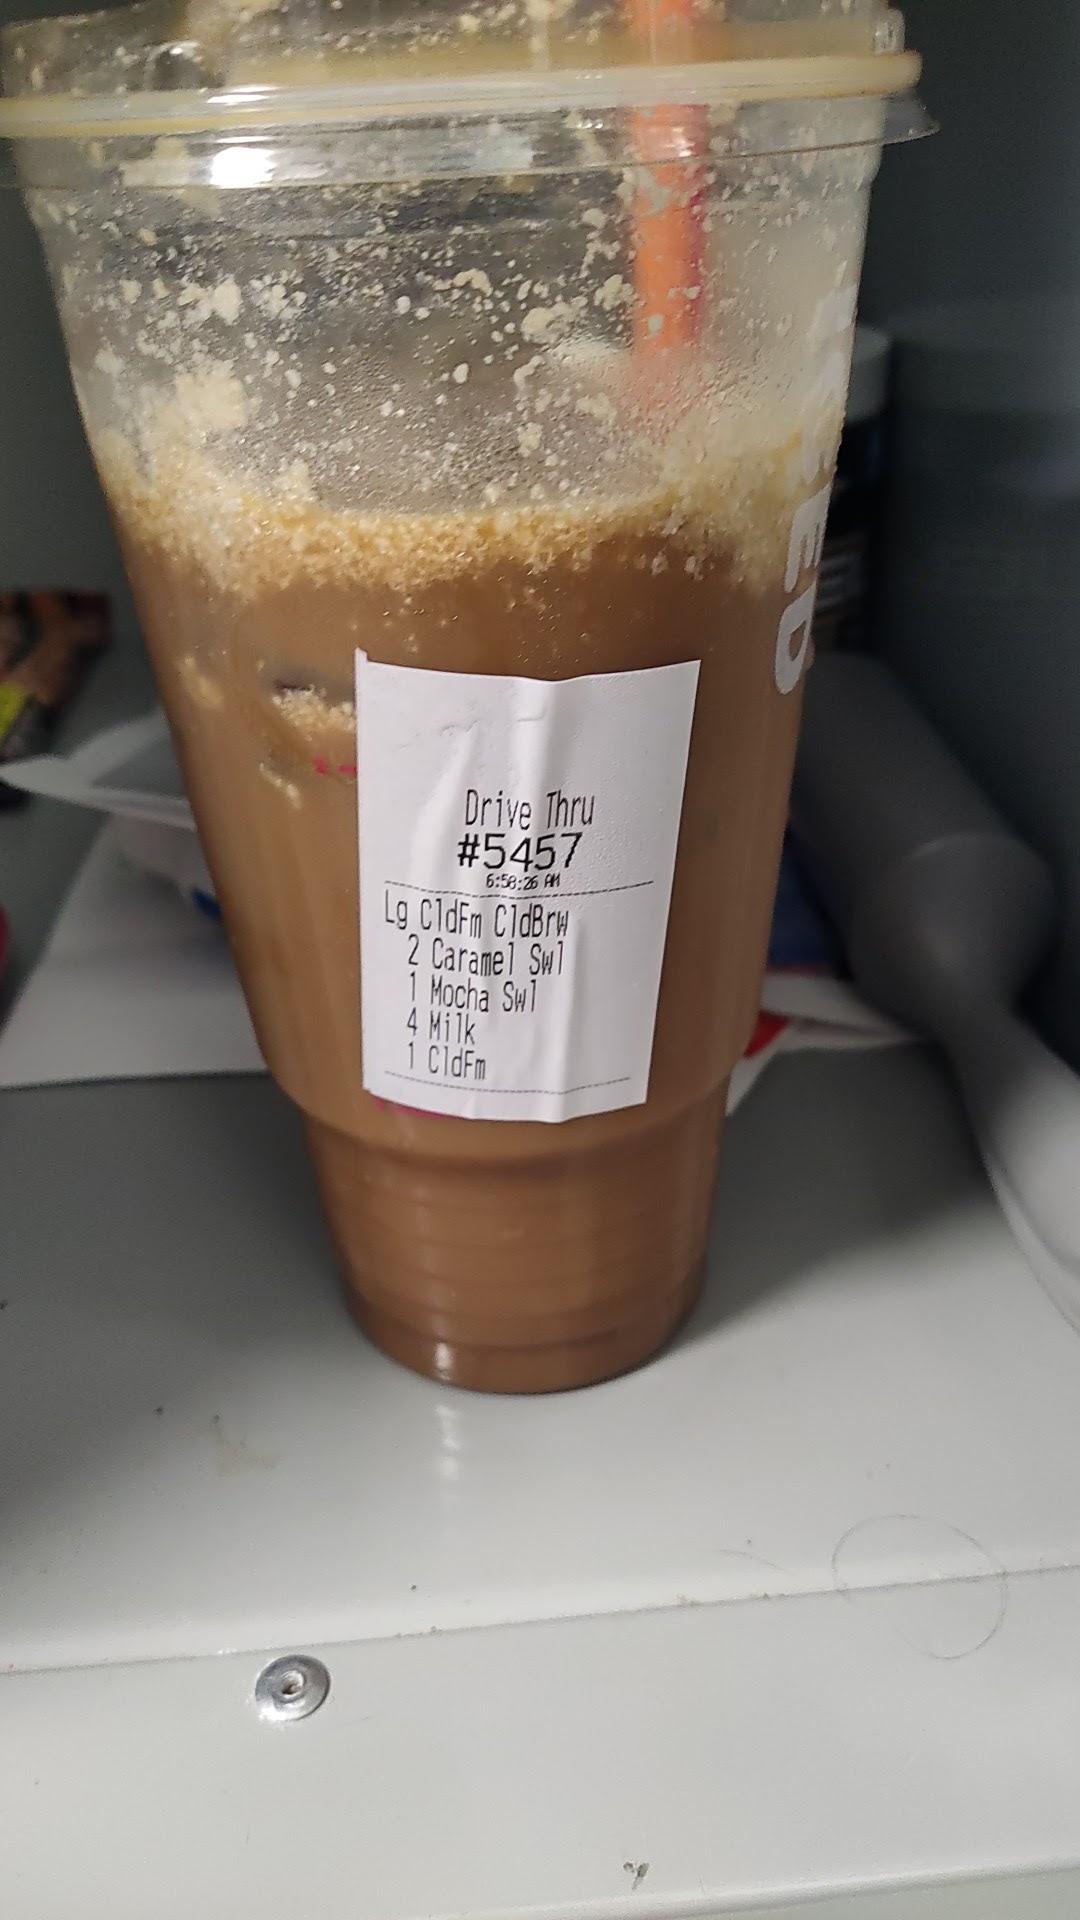 Drive Thru
#5457
6:58:26 AM
Lg CldFm CldBrw
2 Caramel Swl
1 Mocha Swl
4 Milk
1 CldFm